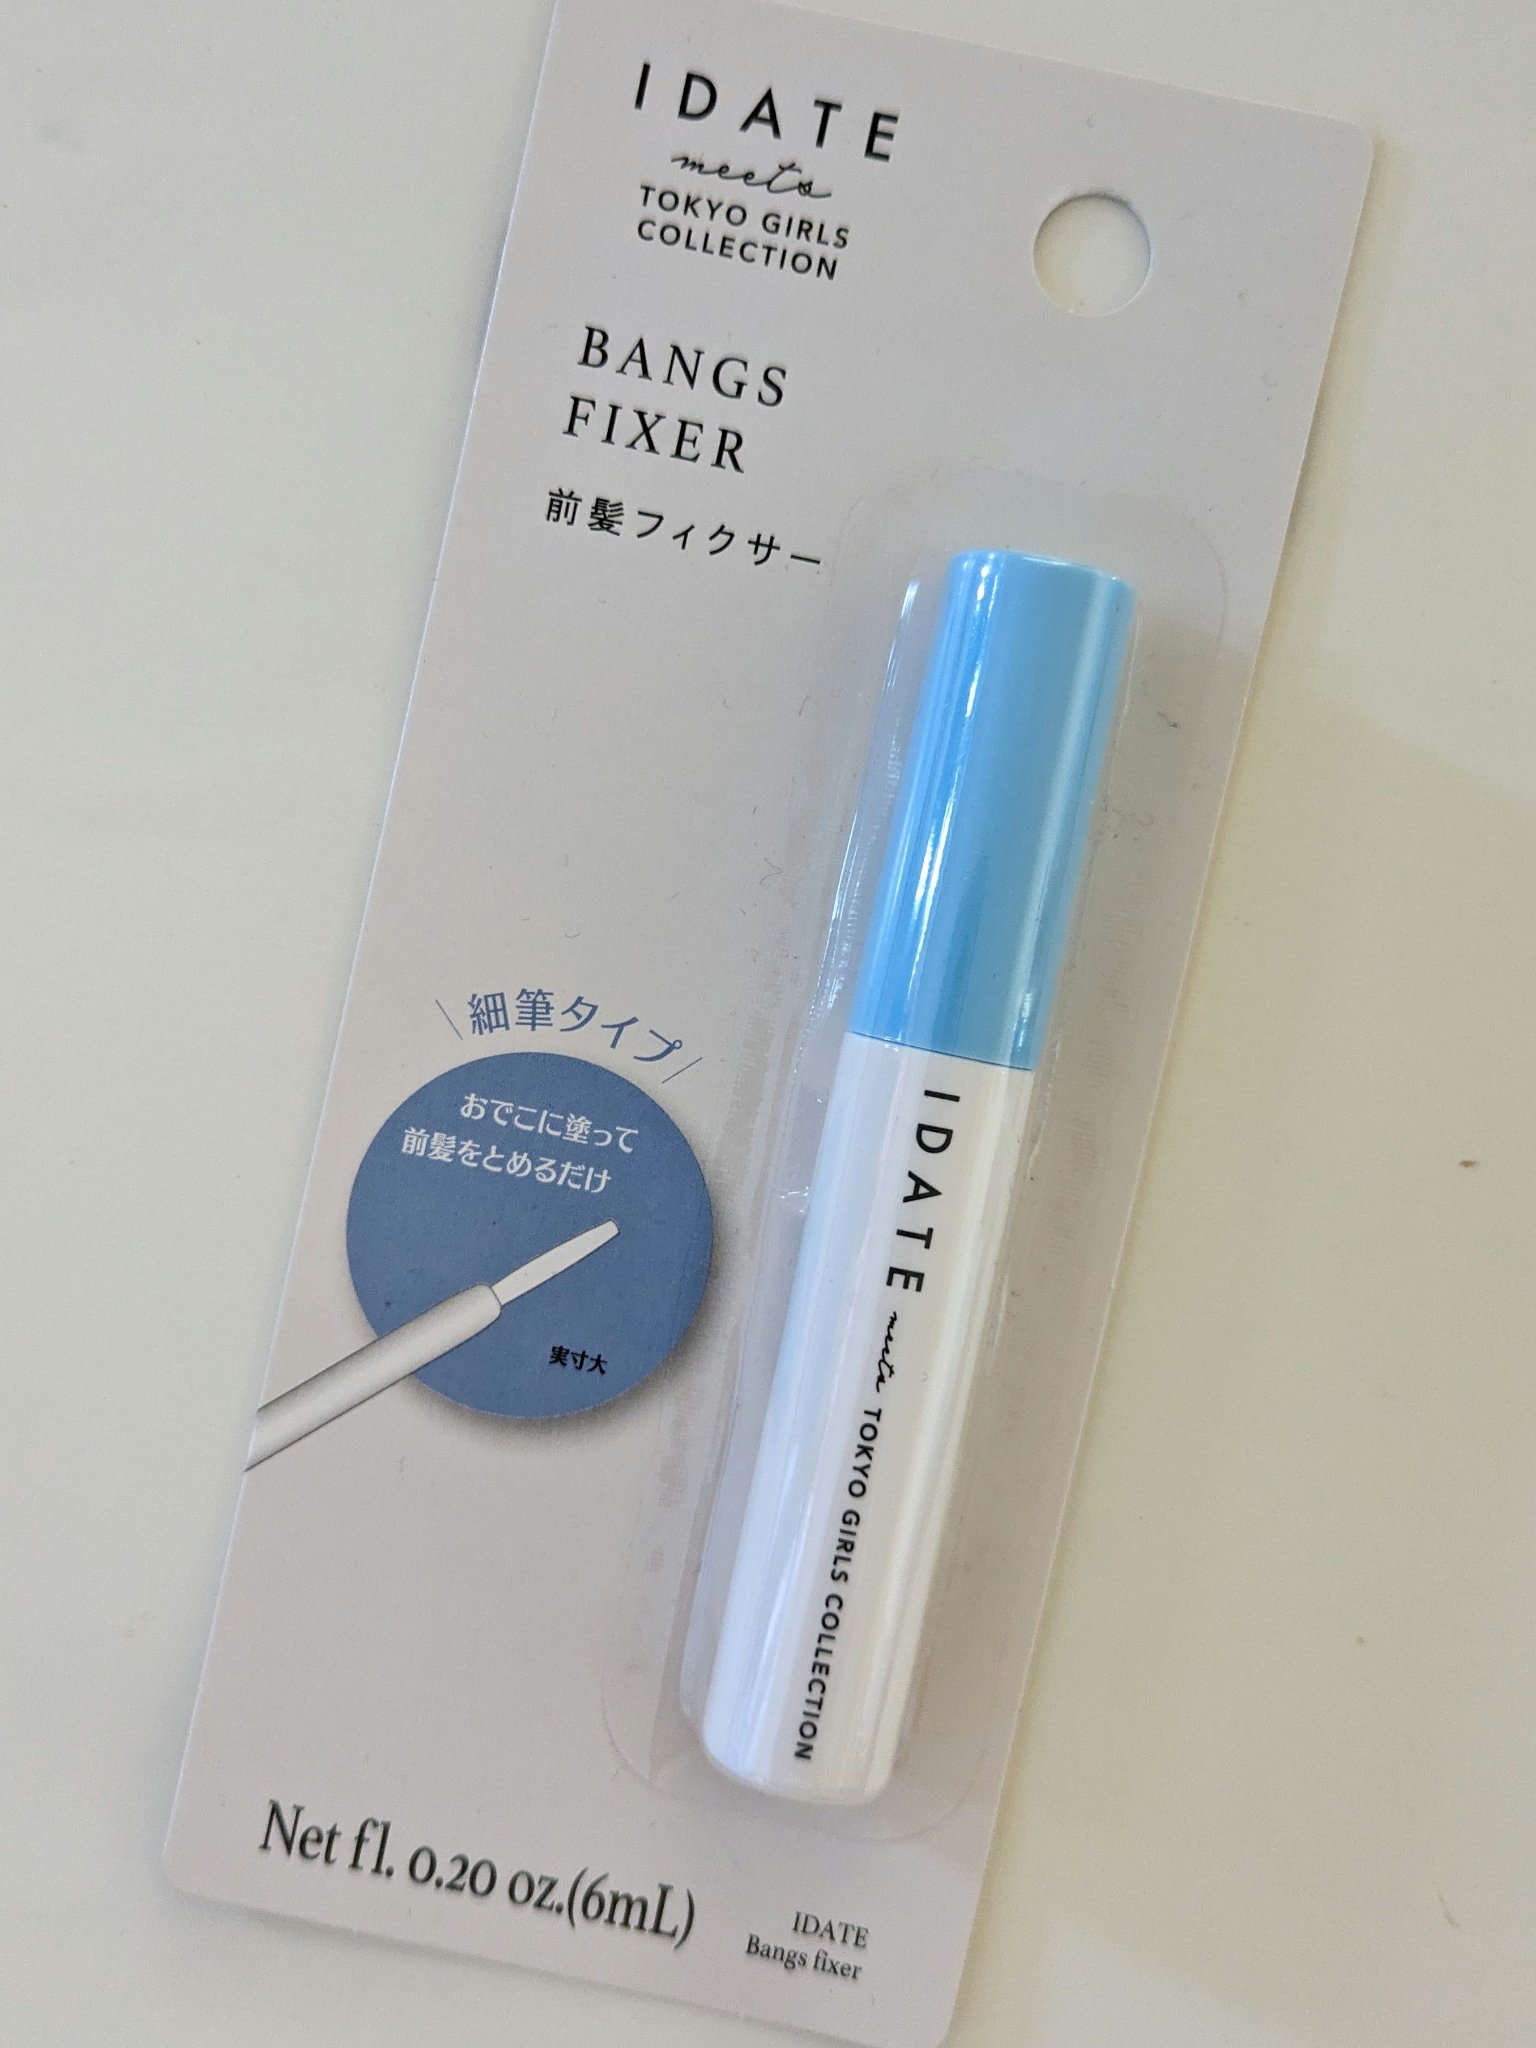 IDATE
meets
TOKYO GIRLS
COLLECTION
BANGS
FIXER
前髪フィクサー
\ 細筆タイプ /
おでこに塗って
前髪をとめるだけ
実寸大
IDATE meets TOKYO GIRLS COLLECTION
Net fl. 0.20 oz.(6mL)
IDATE
Bangs fixer